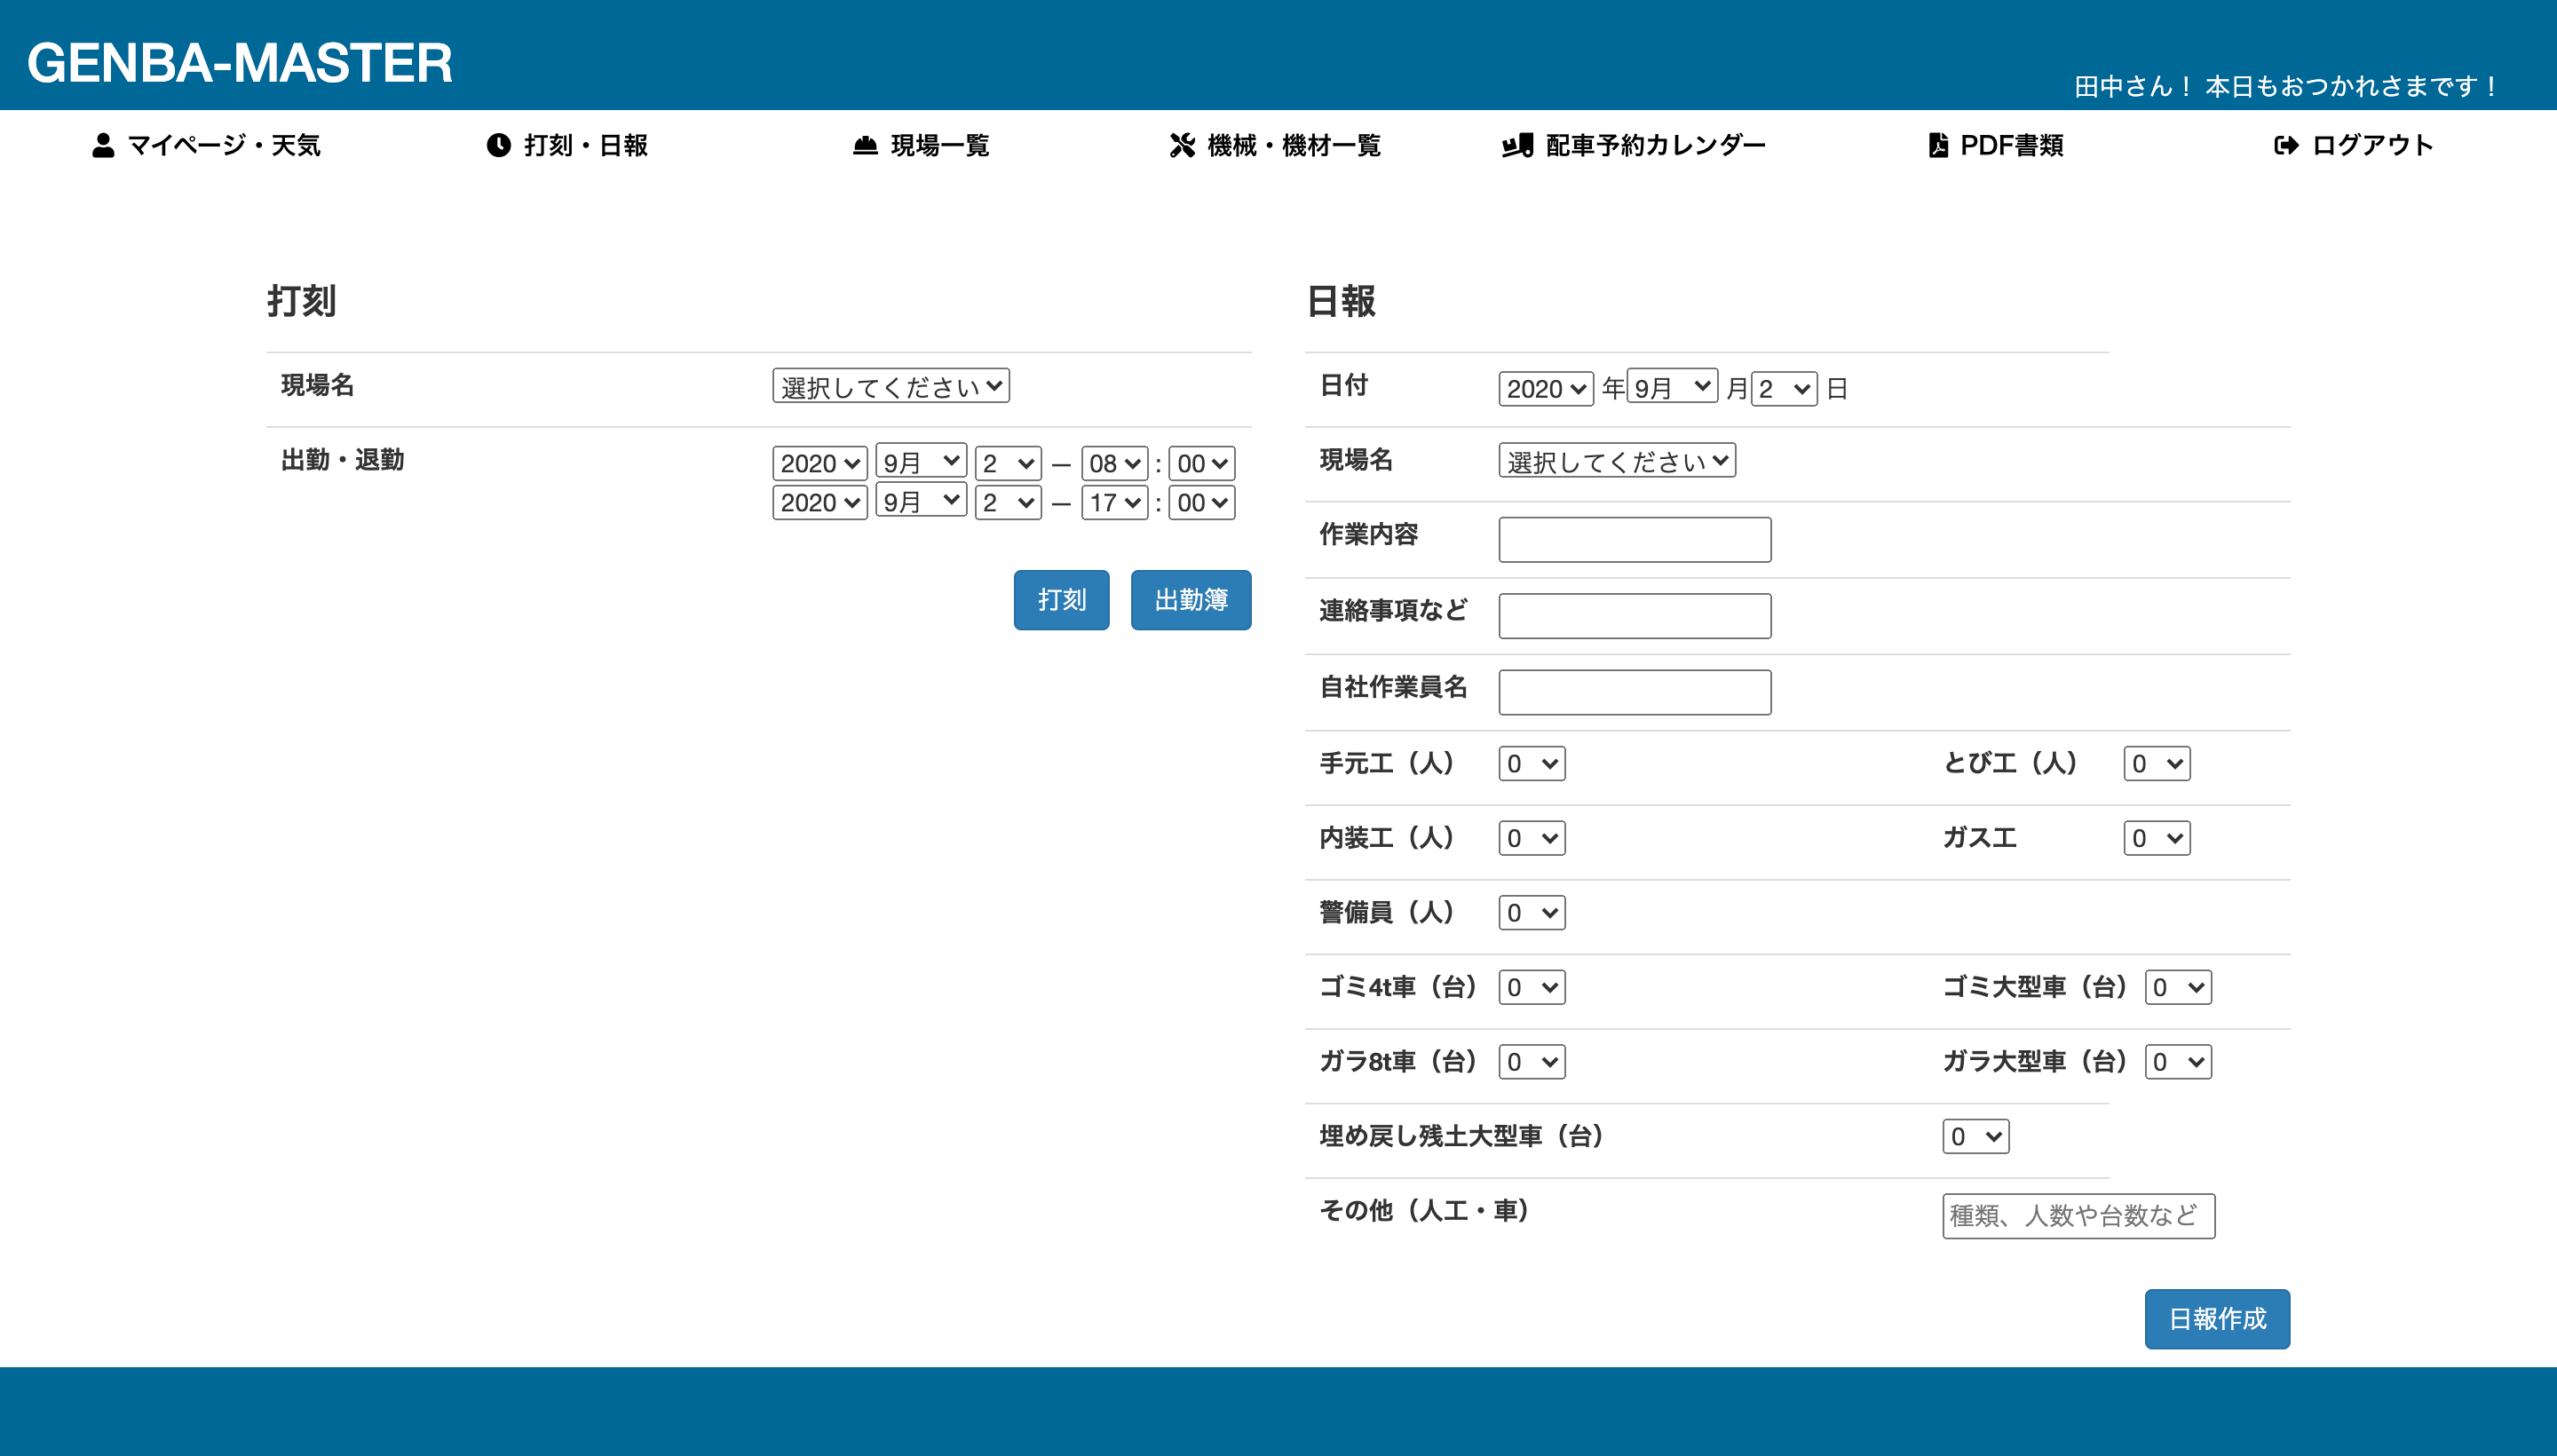 GENBA-MASTER
田中さん！ 本日もおつかれさまです！
マイページ・天気 打刻・日報 現場一覧 機械・機材一覧 配車予約カレンダー PDF書類 ログアウト
打刻
現場名 選択してください
出勤・退勤 2020 9月 2 — 08 : 00
2020 9月 2 — 17 : 00
打刻 出勤簿
日報
日付 2020 年 9月 月 2 日
現場名 選択してください
作業内容
連絡事項など
自社作業員名
手元工（人） 0 とび工（人） 0
内装工（人） 0 ガス工 0
警備員（人） 0
ゴミ4t車（台） 0 ゴミ大型車（台） 0
ガラ8t車（台） 0 ガラ大型車（台） 0
埋め戻し残土大型車（台） 0
その他（人工・車） 種類、人数や台数など
日報作成